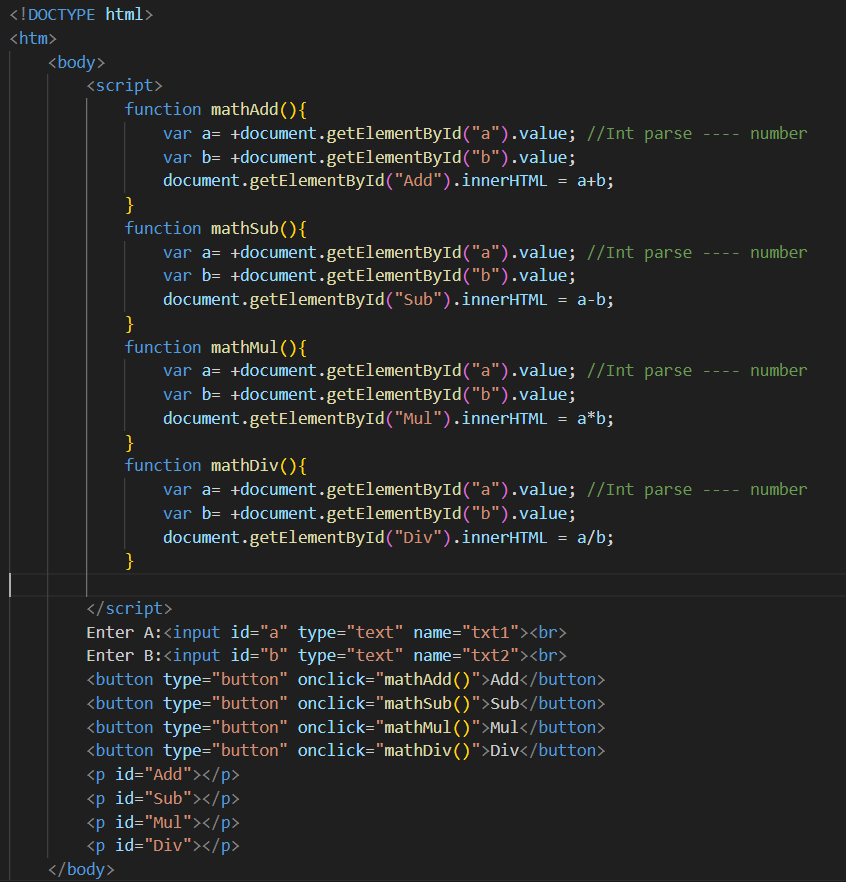 <!DOCTYPE html>
<htm>
    <body>
        <script>
            function mathAdd(){
                var a= +document.getElementById("a").value; //Int parse ---- number
                var b= +document.getElementById("b").value;
                document.getElementById("Add").innerHTML = a+b;
            }
            function mathSub(){
                var a= +document.getElementById("a").value; //Int parse ---- number
                var b= +document.getElementById("b").value;
                document.getElementById("Sub").innerHTML = a-b;
            }
            function mathMul(){
                var a= +document.getElementById("a").value; //Int parse ---- number
                var b= +document.getElementById("b").value;
                document.getElementById("Mul").innerHTML = a*b;
            }
            function mathDiv(){
                var a= +document.getElementById("a").value; //Int parse ---- number
                var b= +document.getElementById("b").value;
                document.getElementById("Div").innerHTML = a/b;
            }
        </script>
        Enter A:<input id="a" type="text" name="txt1"><br>
        Enter B:<input id="b" type="text" name="txt2"><br>
        <button type="button" onclick="mathAdd()">Add</button>
        <button type="button" onclick="mathSub()">Sub</button>
        <button type="button" onclick="mathMul()">Mul</button>
        <button type="button" onclick="mathDiv()">Div</button>
        <p id="Add"></p>
        <p id="Sub"></p>
        <p id="Mul"></p>
        <p id="Div"></p>
    </body>